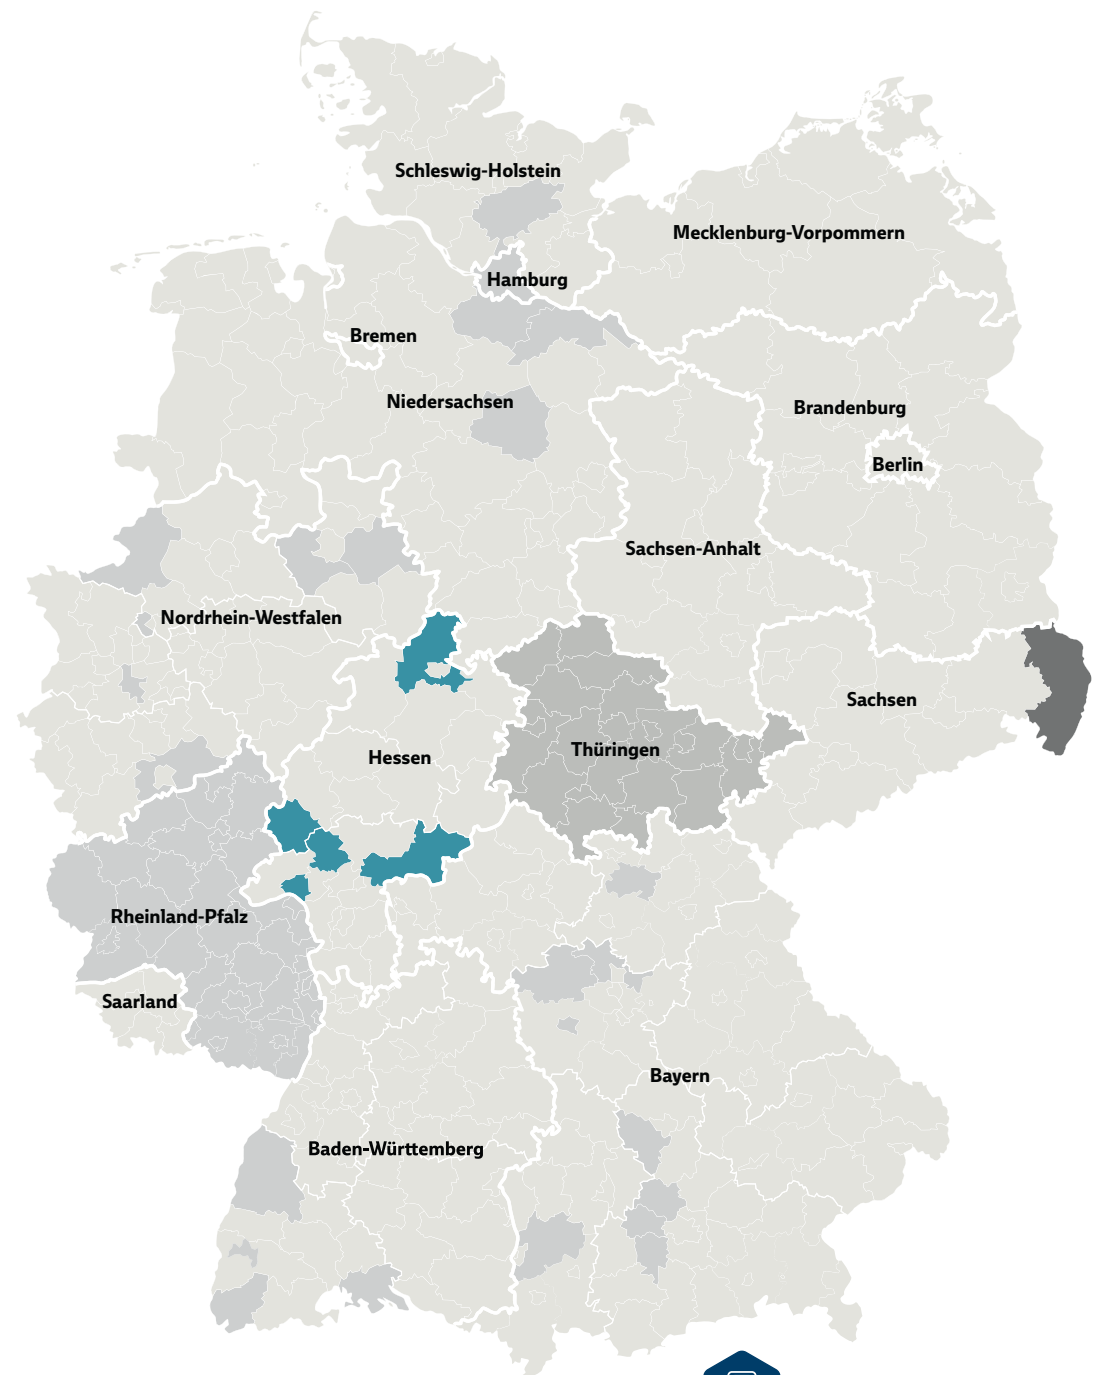 Schleswig-Holstein
Mecklenburg-Vorpommern
Hamburg
Bremen
Niedersachsen
Brandenburg
Berlin
Sachsen-Anhalt
Nordrhein-Westfalen
Sachsen
Thüringen
Hessen
Rheinland-Pfalz
Saarland
Bayern
Baden-Württemberg